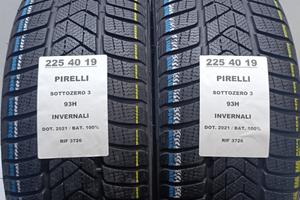 225 40 19
PIRELLI
SOTTOZERO 3
93H
INVERNALI
DOT. 2021 / BAT. 100%
RIF 3726
225 40 19
PIRELLI
SOTTOZERO 3
93H
INVERNALI
DOT. 2021 / BAT. 100%
RIF 3726